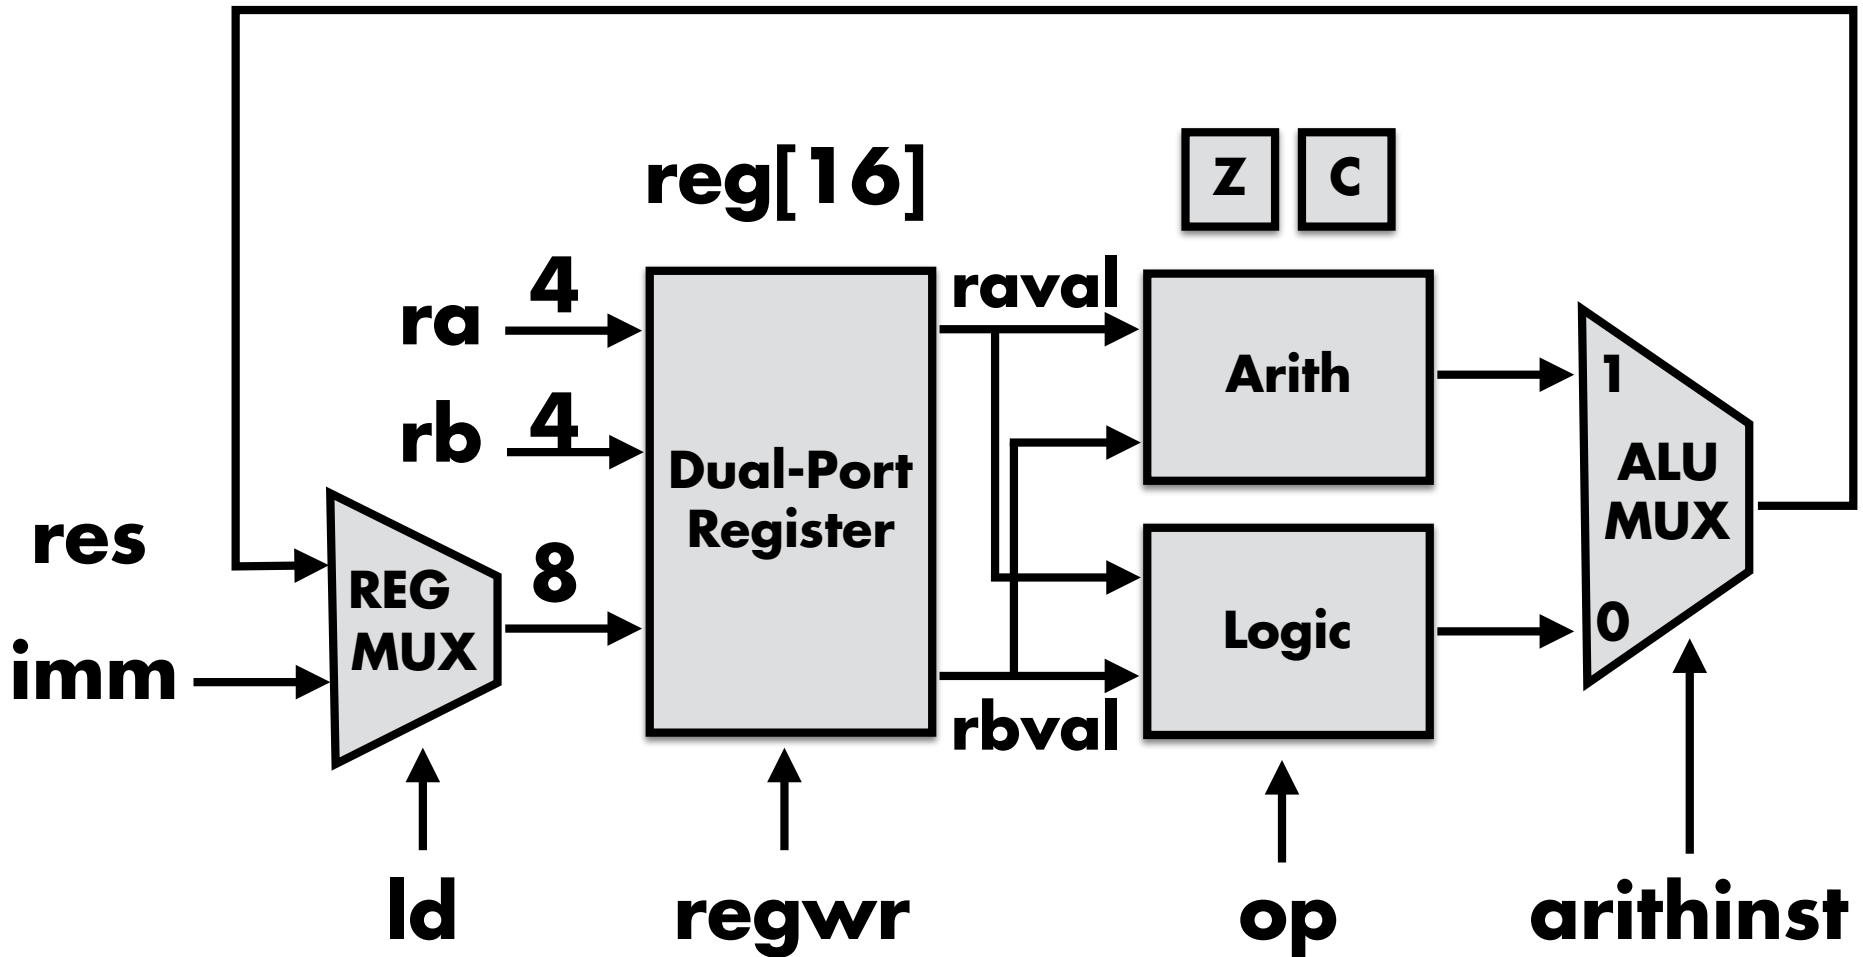 reg[16]
Z
C
ra
4
raval
rb
4
Arith
1
Dual-Port
Register
ALU
MUX
res
REG
MUX
8
imm
Logic
0
rbval
ld
regwr
op
arithinst